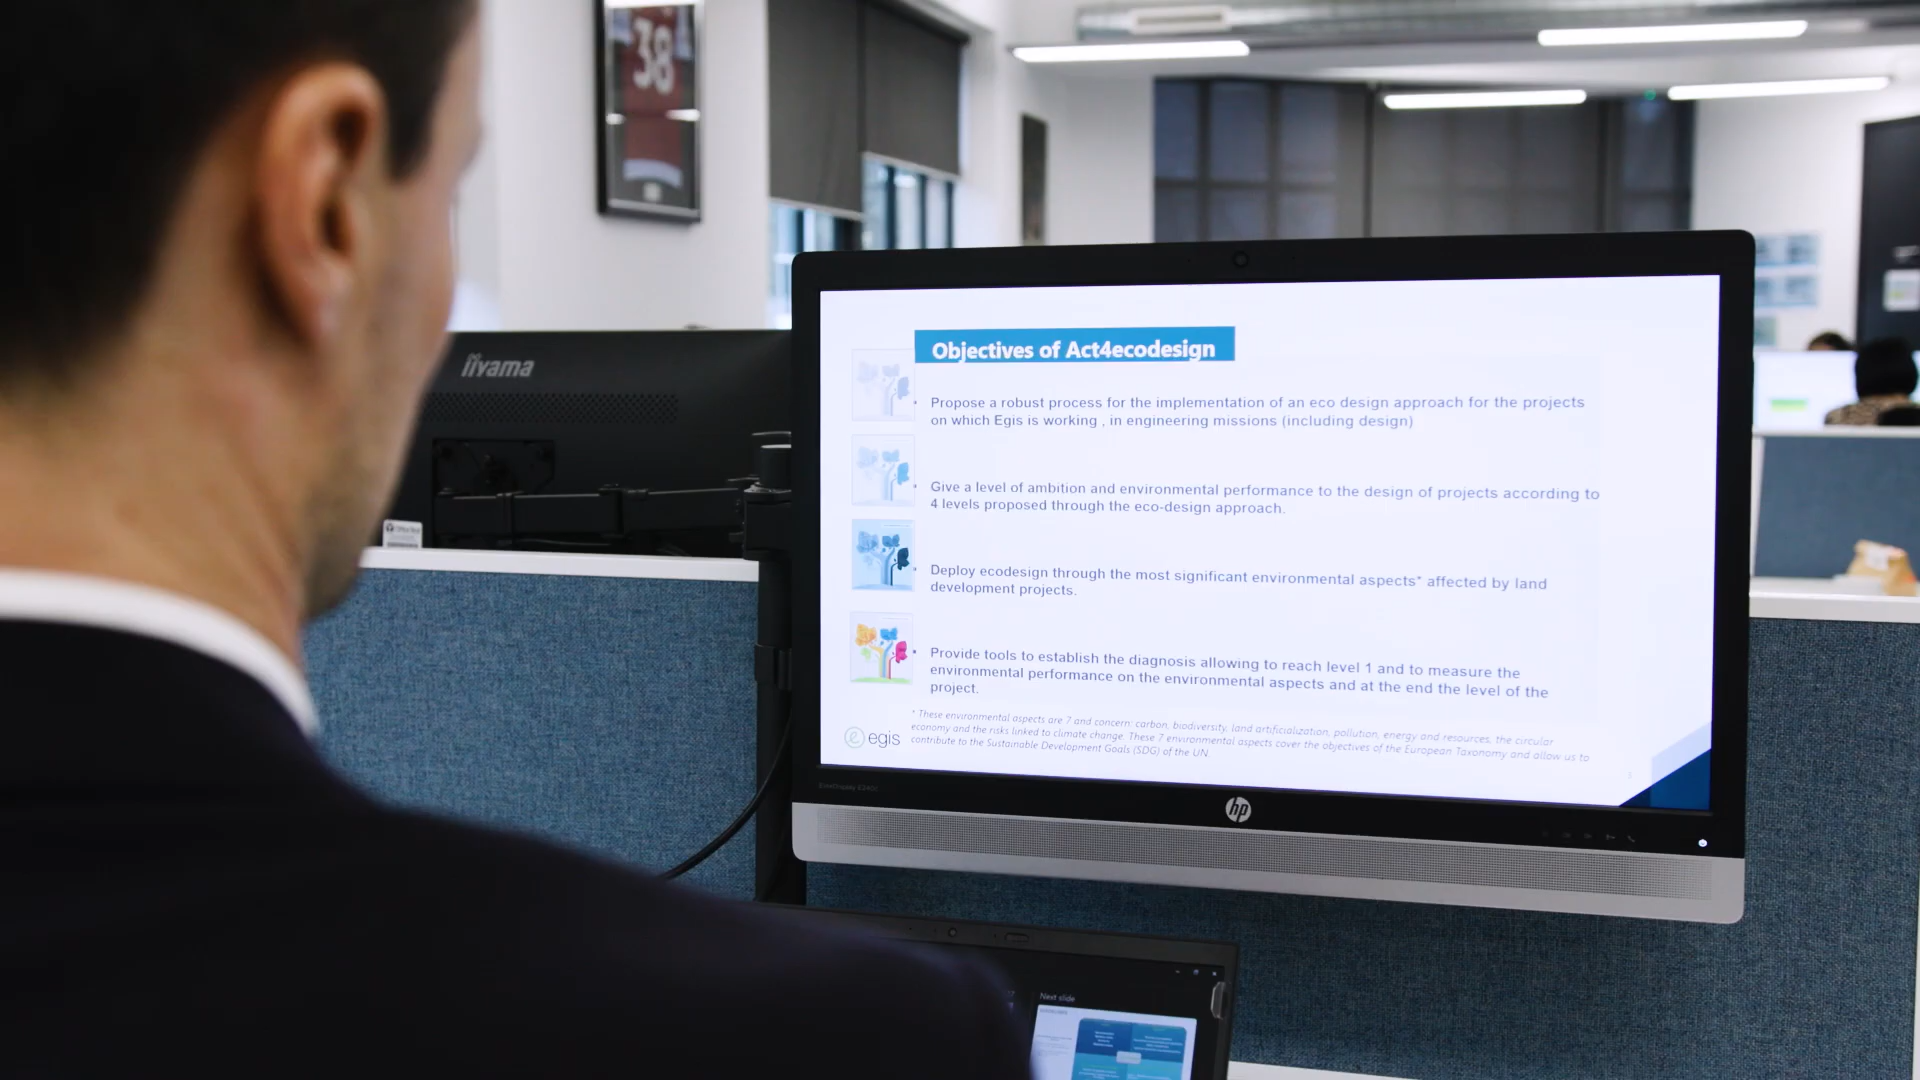 38
iiyama
Objectives of Act4ecodesign
Propose a robust process for the implementation of an eco design approach for the projects
on which Egis is working , in engineering missions (including design)
Give a level of ambition and environmental performance to the design of projects according to
4 levels proposed through the eco-design approach.
Deploy ecodesign through the most significant environmental aspects* affected by land
development projects.
Provide tools to establish the diagnosis allowing to reach level 1 and to measure the
environmental performance on the environmental aspects and at the end the level of the
project.
* These environmental aspects are 7 and concern: carbon, biodiversity, land artificialization, pollution, energy and resources, the circular
economy and the risks linked to climate change. These 7 environmental aspects cover the objectives of the European Taxonomy and allow us to
contribute to the Sustainable Development Goals (SDG) of the UN.
egis
hp
Next slide